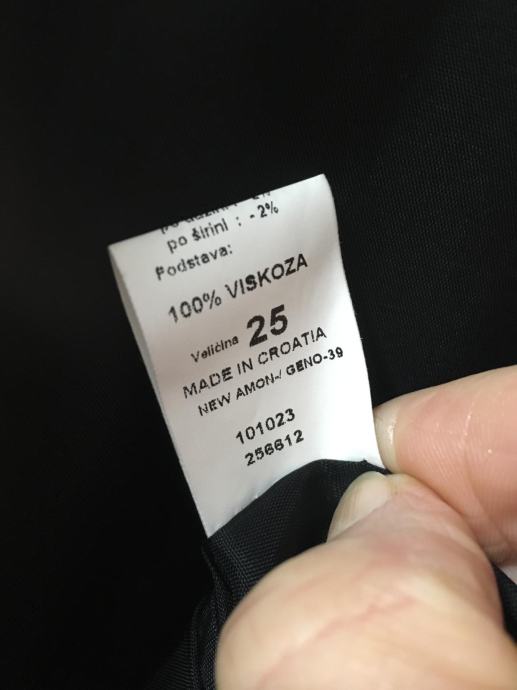 po širini : - 2%
Podstava:
100% VISKOZA
Veličina 25
MADE IN CROATIA
NEW AMON-/ GENO-39
101023
256612